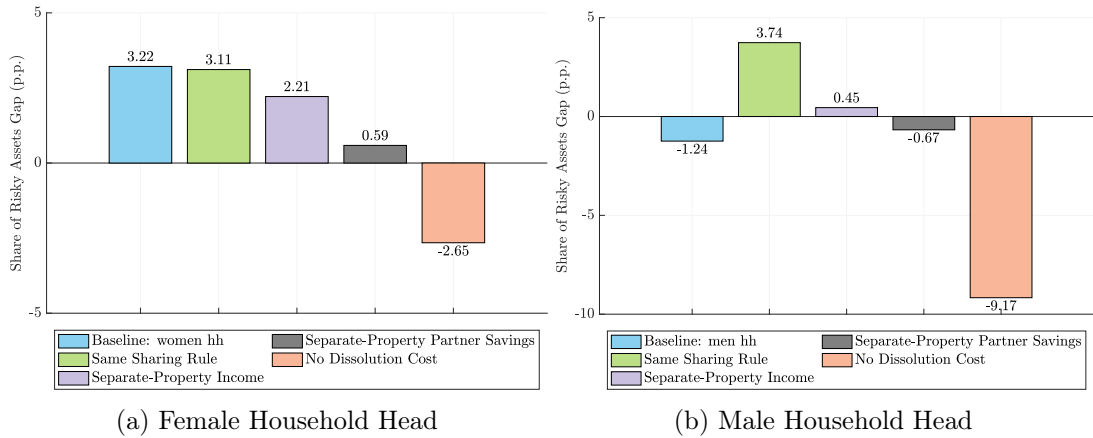 5
3.22
3.11
2.21
0.59
0
-2.65
-5
Share of Risky Assets Gap (p.p.)
Baseline: women hh
Same Sharing Rule
Separate-Property Income
Separate-Property Partner Savings
No Dissolution Cost
(a) Female Household Head
5
3.74
0.45
0
-1.24
-0.67
-5
-9.17
-10
Share of Risky Assets Gap (p.p.)
Baseline: men hh
Same Sharing Rule
Separate-Property Income
Separate-Property Partner Savings
No Dissolution Cost
(b) Male Household Head